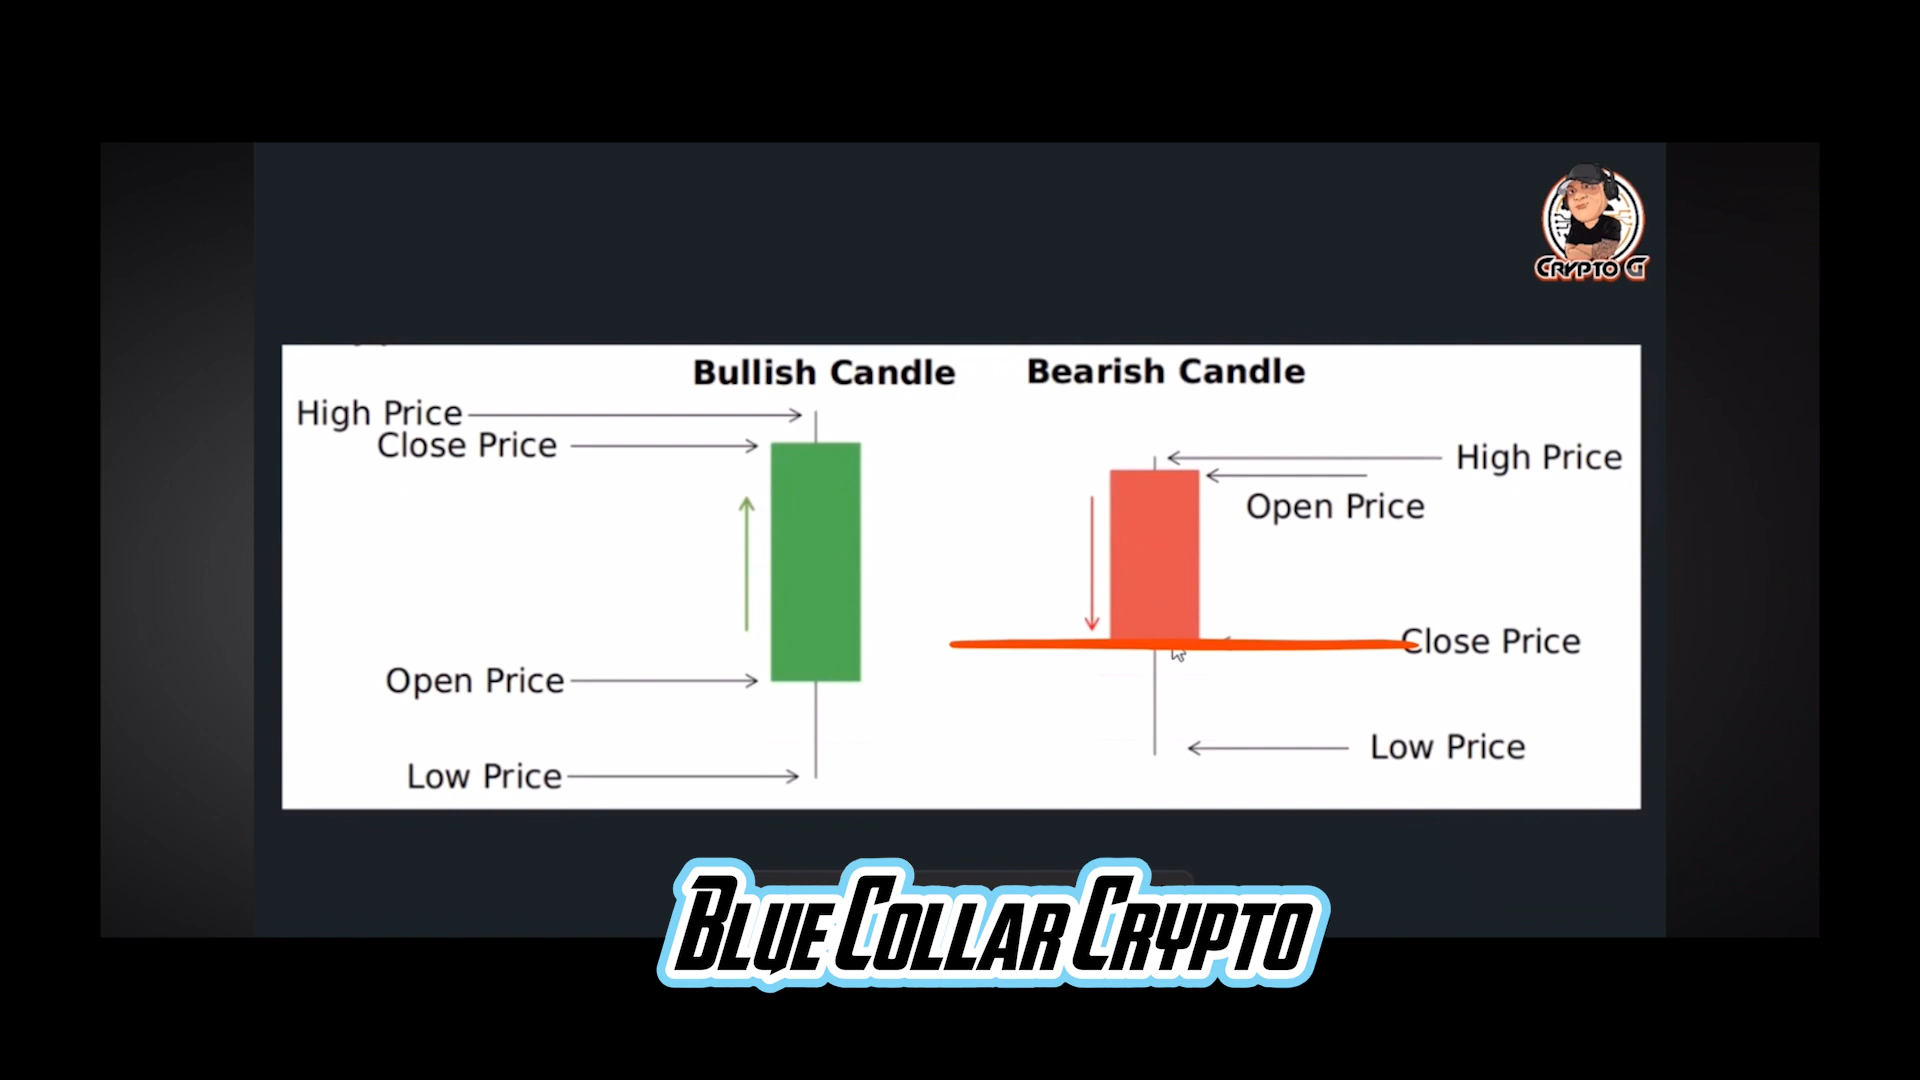 CRYPTO G
Bullish Candle
Bearish Candle
High Price
Close Price
High Price
Open Price
Close Price
Open Price
Low Price
Low Price
BLUE COLLAR CRYPTO